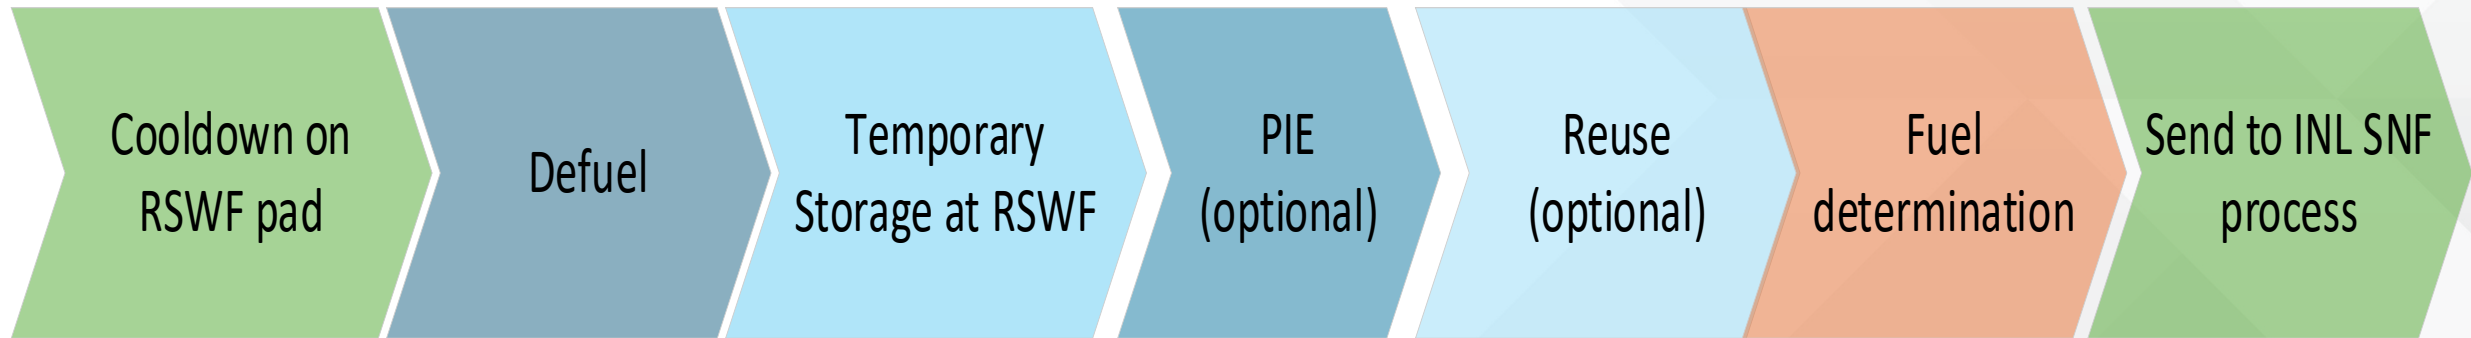 Cooldown on
RSWF pad
Defuel
Temporary
Storage at RSWF
PIE
(optional)
Reuse
(optional)
Fuel
determination
Send to INL SNF
process